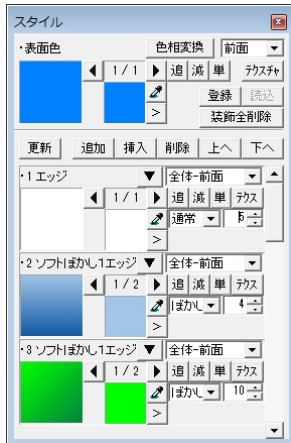 スタイル
・表面色 色相変換 前面
1/1 追 減 単 テクスチャ
登録 読込
> 装飾全削除
更新 追加 挿入 削除 上へ 下へ
・1 エッジ 全体-前面
1/1 追 減 単 テクス
通常 5
>
・2 ソフトぼかし1エッジ 全体-前面
1/2 追 減 単 テクス
ぼかし 4
>
・3 ソフトぼかし1エッジ 全体-前面
1/2 追 減 単 テクス
ぼかし 10
>